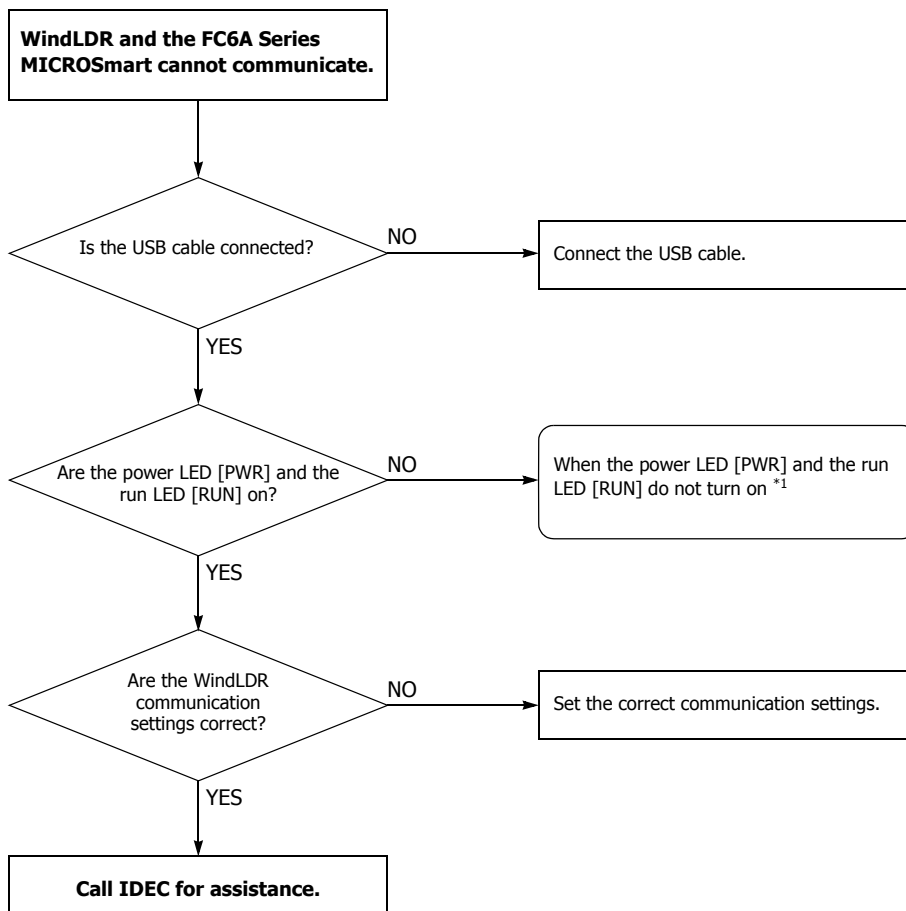 WindLDR and the FC6A Series
MICROSmart cannot communicate.
Is the USB cable connected?
NO
Connect the USB cable.
YES
Are the power LED [PWR] and the
run LED [RUN] on?
NO
When the power LED [PWR] and the run
LED [RUN] do not turn on *1
YES
Are the WindLDR
communication
settings correct?
NO
Set the correct communication settings.
YES
Call IDEC for assistance.